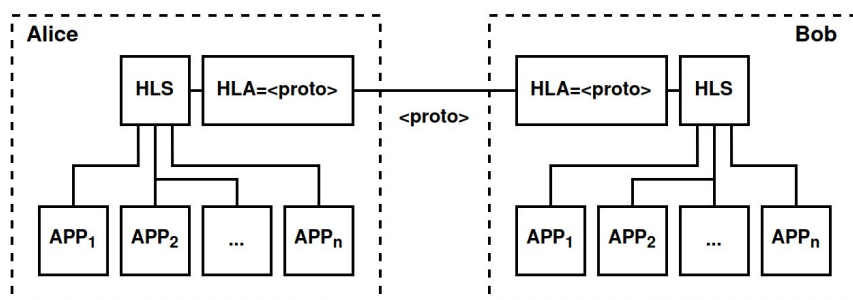 Alice
Bob
HLS
HLA=<proto>
<proto>
HLA=<proto>
HLS
APP₁
APP₂
...
APPₙ
APP₁
APP₂
...
APPₙ